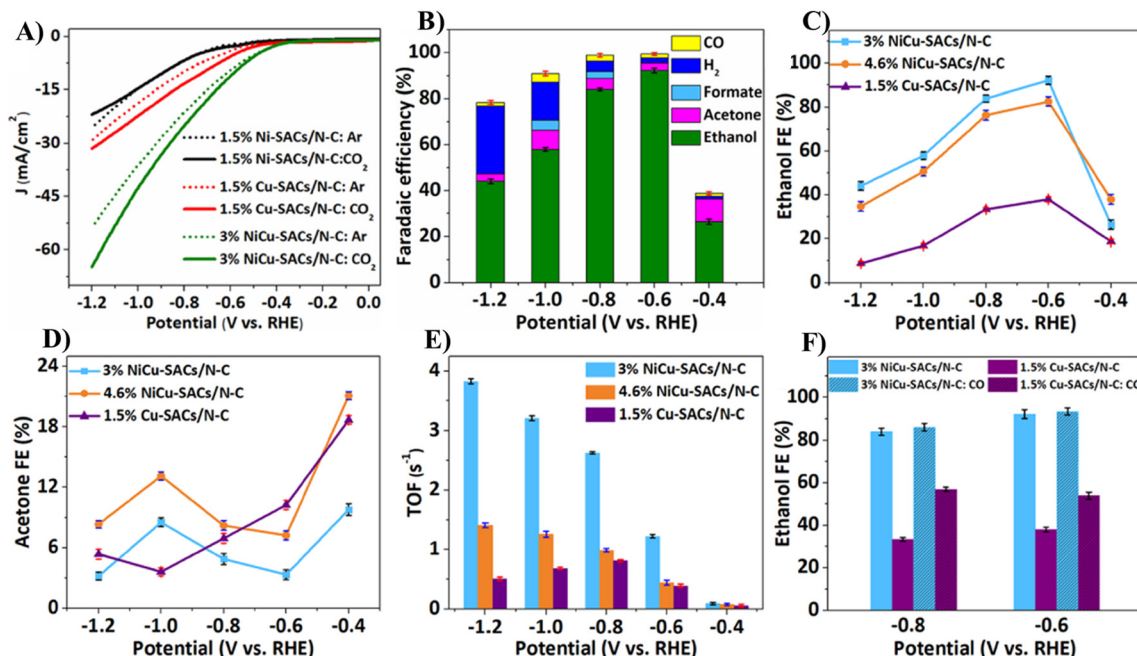 A)
0
-15
-30
-45
-60
J (mA/cm²)
1.5% Ni-SACs/N-C: Ar
1.5% Ni-SACs/N-C:CO₂
1.5% Cu-SACs/N-C: Ar
1.5% Cu-SACs/N-C: CO₂
3% NiCu-SACs/N-C: Ar
3% NiCu-SACs/N-C: CO₂
-1.2 -1.0 -0.8 -0.6 -0.4 -0.2 0.0
Potential (V vs. RHE)
B)
100
80
60
40
20
0
Faradaic efficiency (%)
CO
H₂
Formate
Acetone
Ethanol
-1.2 -1.0 -0.8 -0.6 -0.4
Potential (V vs. RHE)
C)
100
80
60
40
20
0
Ethanol FE (%)
3% NiCu-SACs/N-C
4.6% NiCu-SACs/N-C
1.5% Cu-SACs/N-C
-1.2 -1.0 -0.8 -0.6 -0.4
Potential (V vs. RHE)
D)
24
18
12
6
0
Acetone FE (%)
3% NiCu-SACs/N-C
4.6% NiCu-SACs/N-C
1.5% Cu-SACs/N-C
-1.2 -1.0 -0.8 -0.6 -0.4
Potential (V vs. RHE)
E)
4
3
2
1
0
TOF (s⁻¹)
3% NiCu-SACs/N-C
4.6% NiCu-SACs/N-C
1.5% Cu-SACs/N-C
-1.2 -1.0 -0.8 -0.6 -0.4
Potential (V vs. RHE)
F)
100
80
60
40
20
0
Ethanol FE (%)
3% NiCu-SACs/N-C 1.5% Cu-SACs/N-C
3% NiCu-SACs/N-C: CO 1.5% Cu-SACs/N-C: CO
-0.8 -0.6
Potential (V vs. RHE)